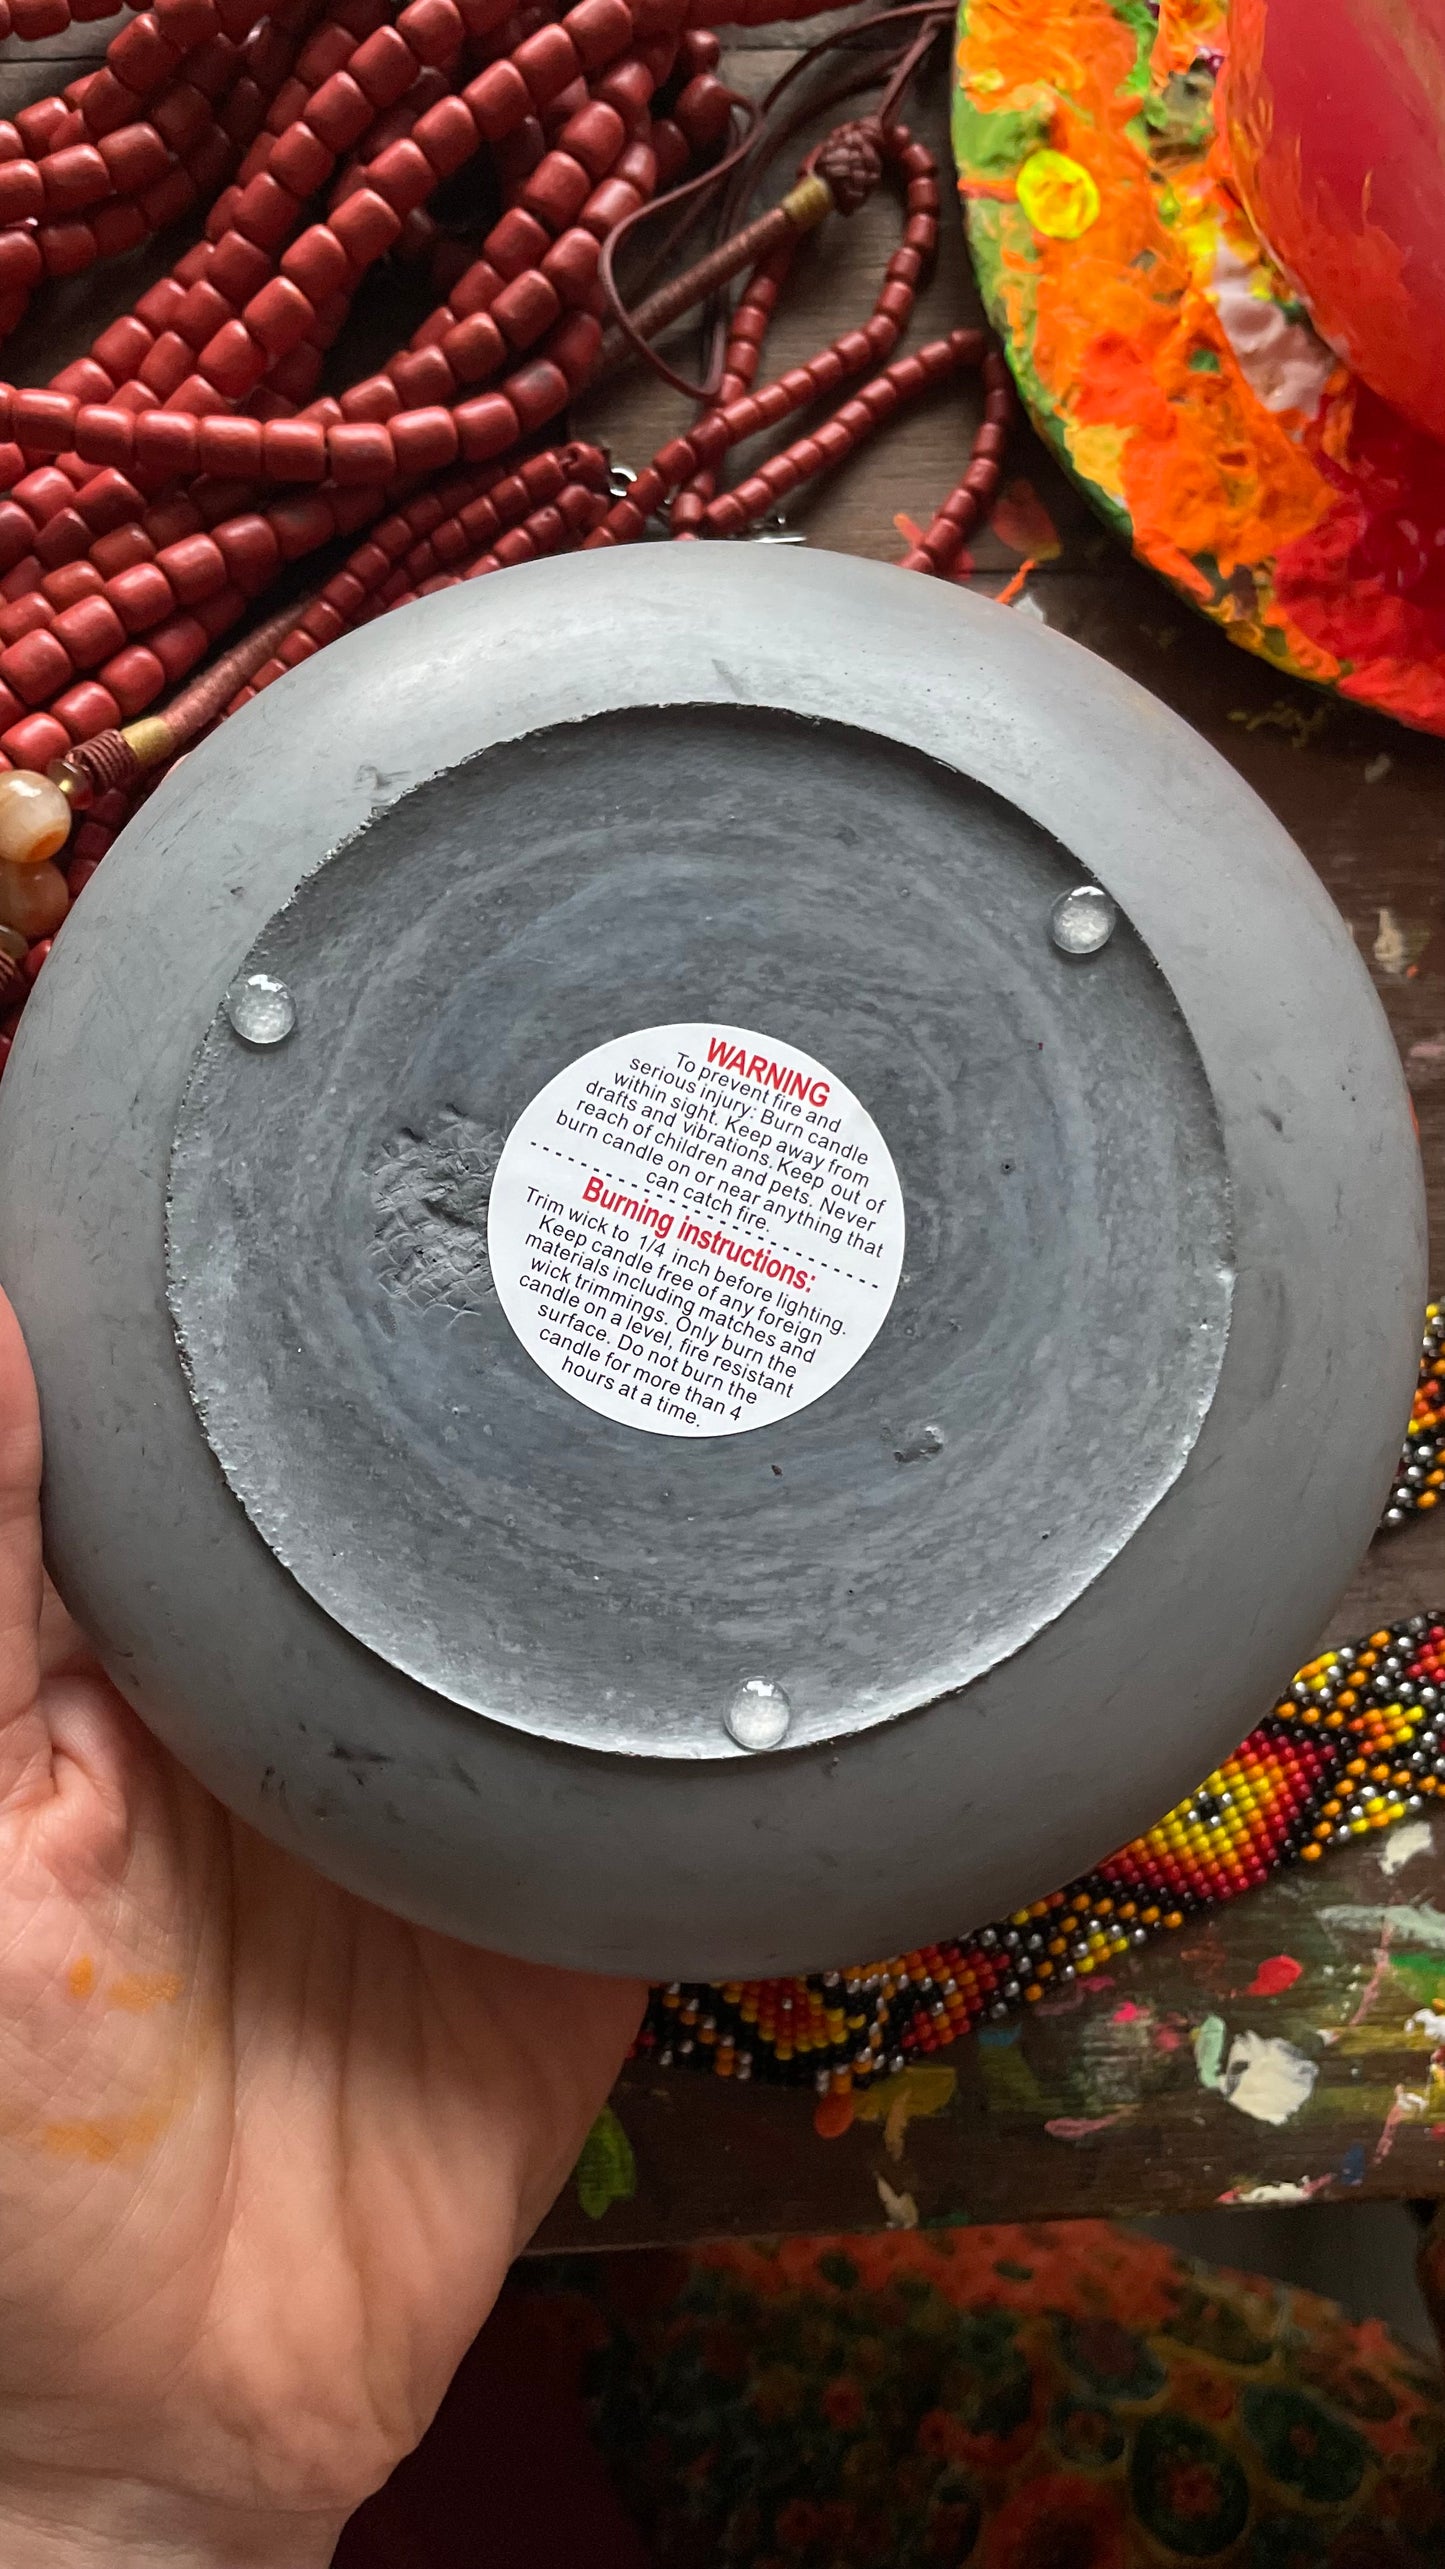 WARNING
To prevent fire and
serious injury: Burn candle
within sight. Keep away from
drafts and vibrations. Keep out of
reach of children and pets. Never
burn candle on or near anything that
can catch fire.
Burning instructions:
Trim wick to 1/4 inch before lighting.
Keep candle free of any foreign
materials including matches and
wick trimmings. Only burn the
candle on a level, fire resistant
surface. Do not burn the
candle for more than 4
hours at a time.